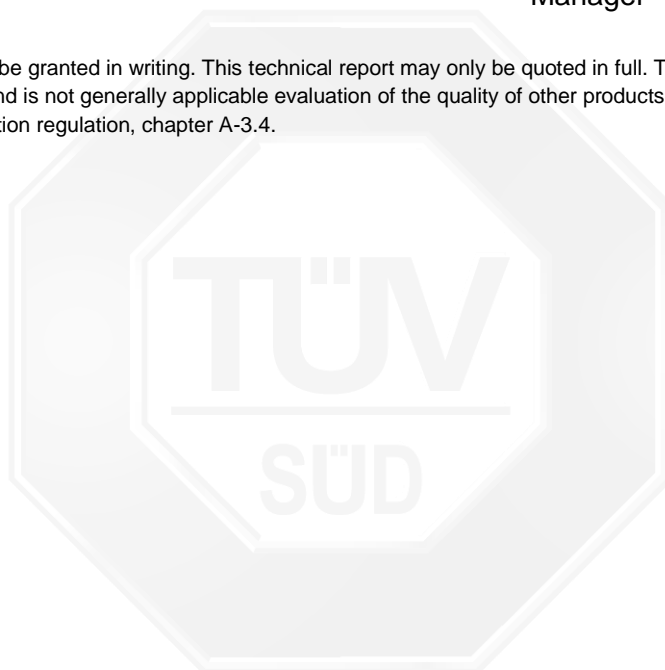 Manager
be granted in writing. This technical report may only be quoted in full. T
nd is not generally applicable evaluation of the quality of other products
tion regulation, chapter A-3.4.
TÜV
SÜD